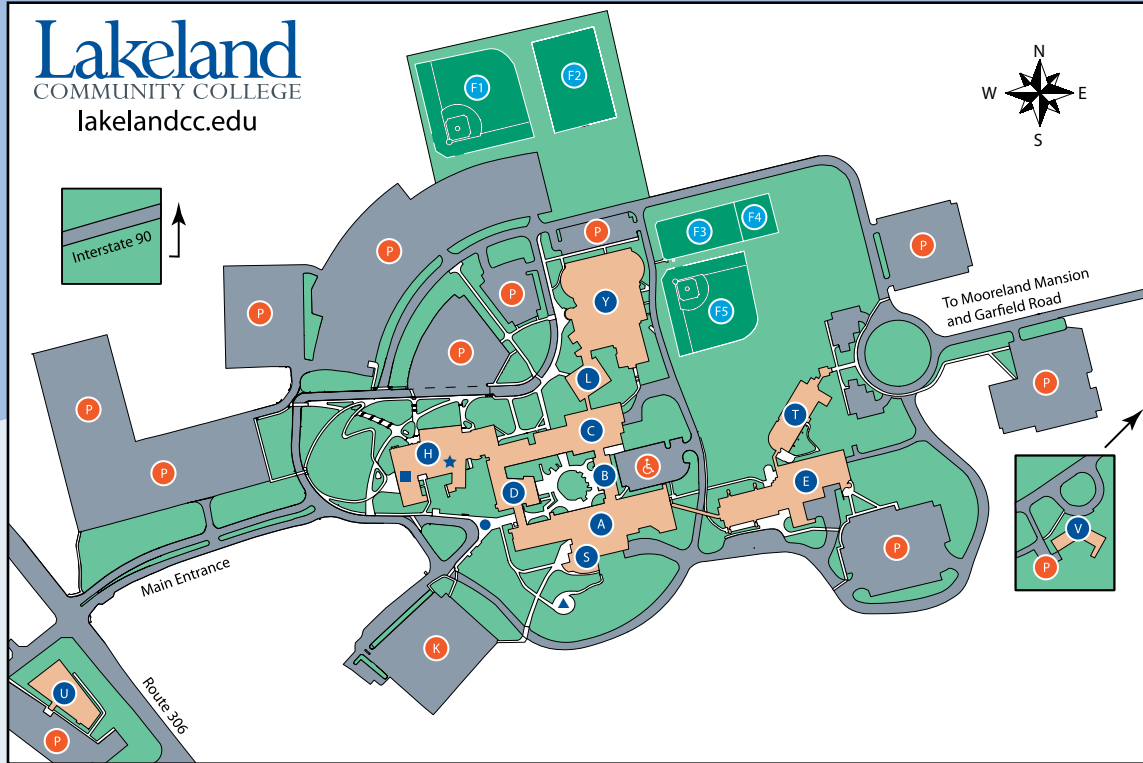 Lakeland
COMMUNITY COLLEGE
lakelandcc.edu
N
W
E
S
Interstate 90
F1
F2
F3
F4
F5
P
P
P
P
P
P
P
P
P
To Mooreland Mansion
and Garfield Road
P
Y
L
C
H
B
D
A
S
T
E
P
V
P
K
Main Entrance
Route 306
U
P